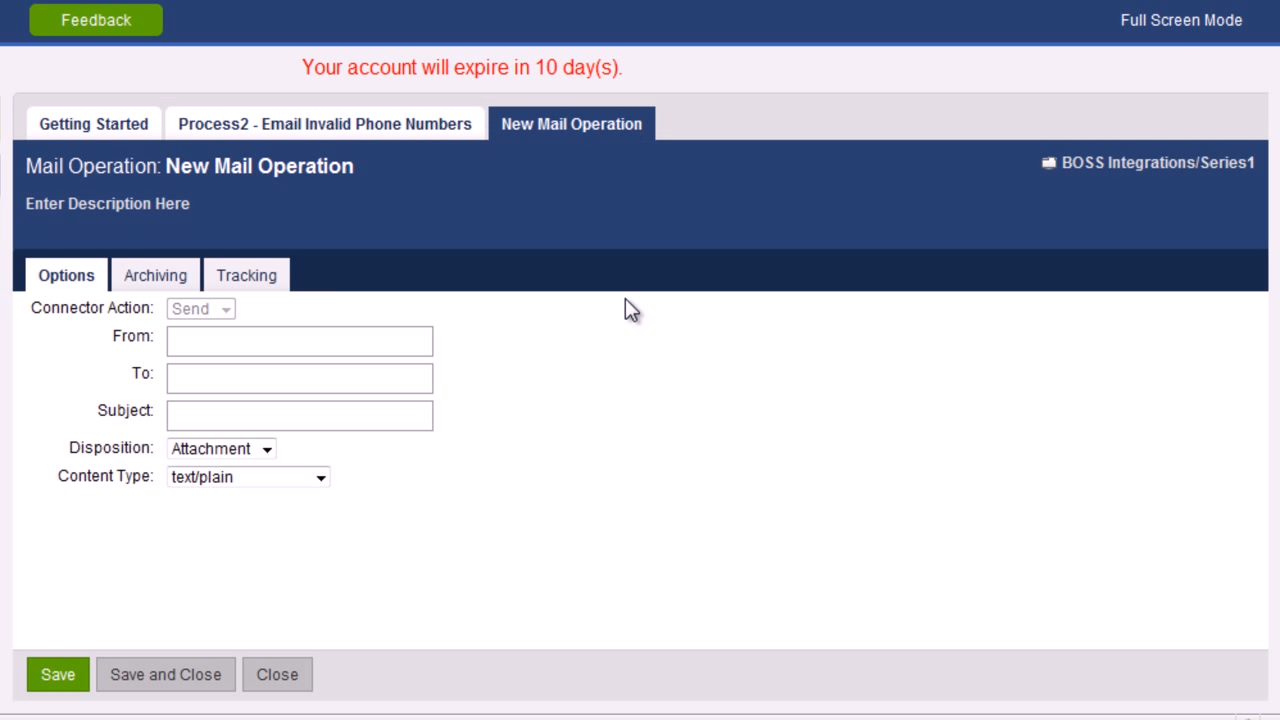 Feedback
Full Screen Mode
Your account will expire in 10 day(s).
Getting Started
Process2 - Email Invalid Phone Numbers
New Mail Operation
Mail Operation: New Mail Operation
BOSS Integrations/Series1
Enter Description Here
Options
Archiving
Tracking
Connector Action: Send
From:
To:
Subject:
Disposition: Attachment
Content Type: text/plain
Save
Save and Close
Close